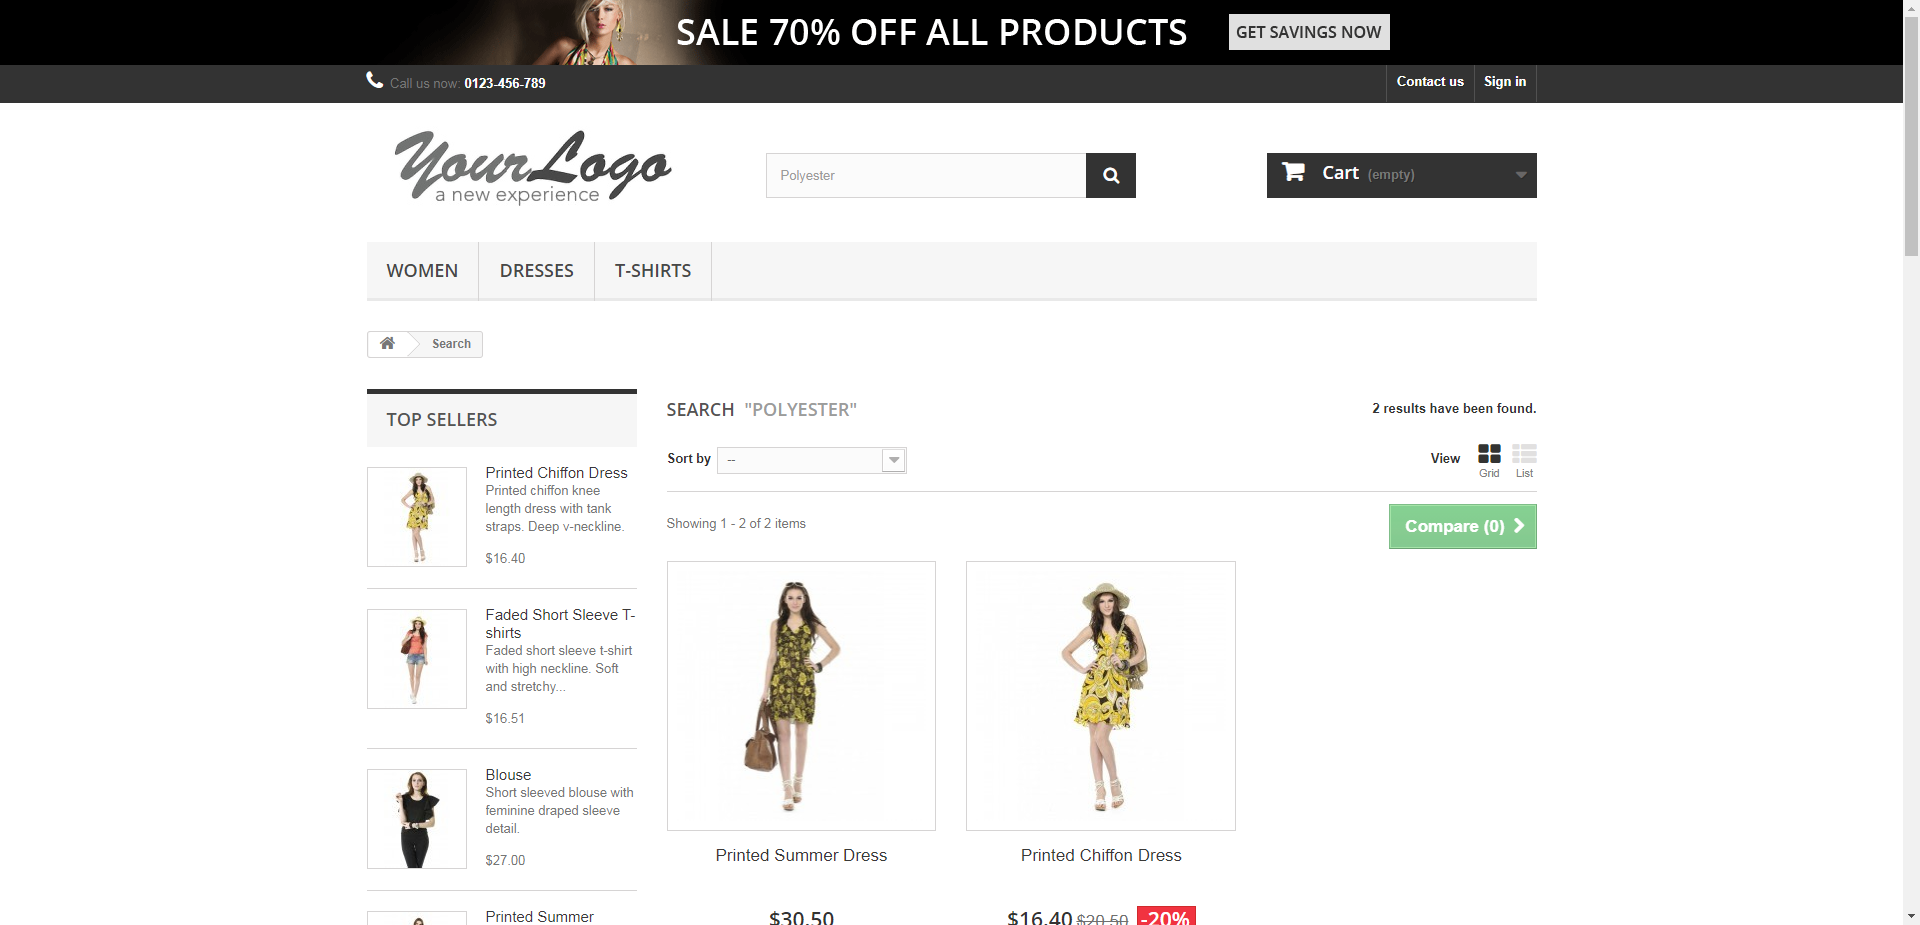 SALE 70% OFF ALL PRODUCTS GET SAVINGS NOW
Call us now: 0123-456-789
Contact us Sign in
YourLogo
a new experience
Polyester
Cart (empty)
WOMEN DRESSES T-SHIRTS
Search
TOP SELLERS
Printed Chiffon Dress
Printed chiffon knee
length dress with tank
straps. Deep v-neckline.
$16.40
Faded Short Sleeve T-
shirts
Faded short sleeve t-shirt
with high neckline. Soft
and stretchy...
$16.51
Blouse
Short sleeved blouse with
feminine draped sleeve
detail.
$27.00
Printed Summer
SEARCH "POLYESTER"
2 results have been found.
Sort by --
View
Grid List
Showing 1 - 2 of 2 items
Compare (0)
Printed Summer Dress
$30.50
Printed Chiffon Dress
$16.40 $20.50 -20%